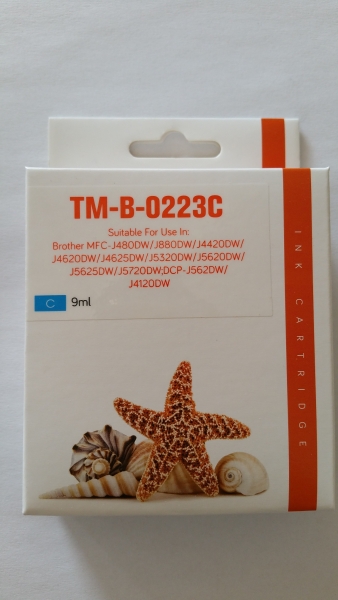 TM-B-0223C
Suitable For Use In:
Brother MFC-J480DW/J880DW/J4420DW/
J4620DW/J4625DW/J5320DW/J5620DW/
J5625DW/J5720DW;DCP-J562DW/
J4120DW
C 9ml
INK CARTRIDGE